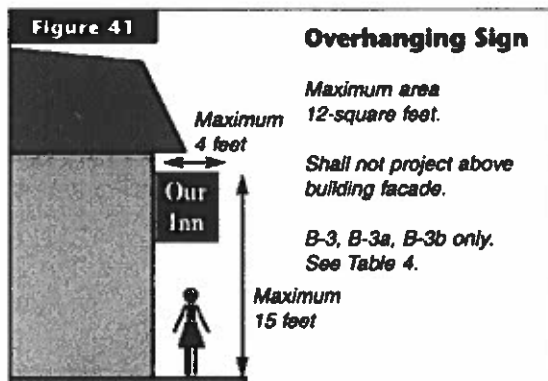 Figure 41
Overhanging Sign
Maximum area
12-square feet.
Shall not project above
building facade.
B-3, B-3a, B-3b only.
See Table 4.
Maximum
4 feet
Our
Inn
Maximum
15 feet